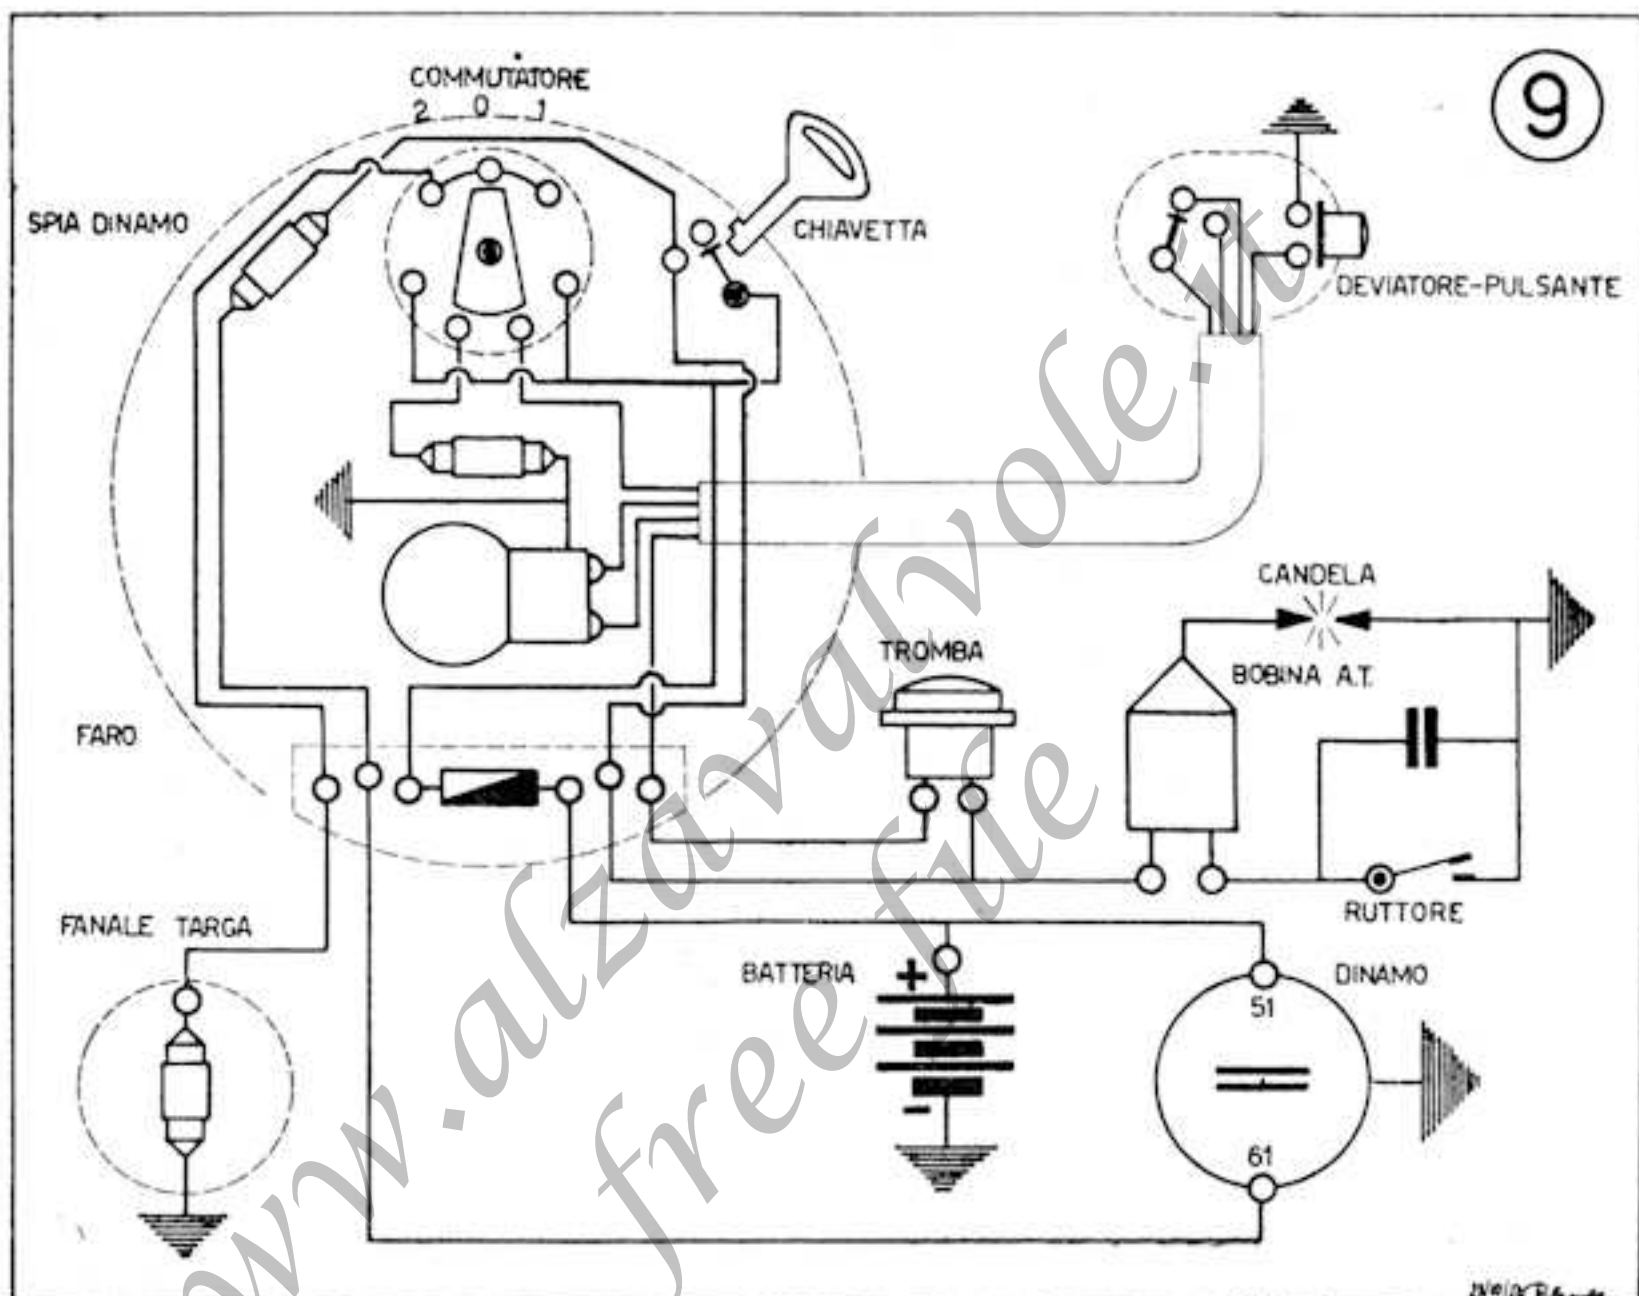 COMMUTATORE
2 0 1
9
SPIA DINAMO
CHIAVETTA
DEVIATORE-PULSANTE
CANDELA
TROMBA
BOBINA A.T.
FARO
RUTTORE
FANALE TARGA
BATTERIA
+
-
DINAMO
51
61
www.alzavalvole.it
free file